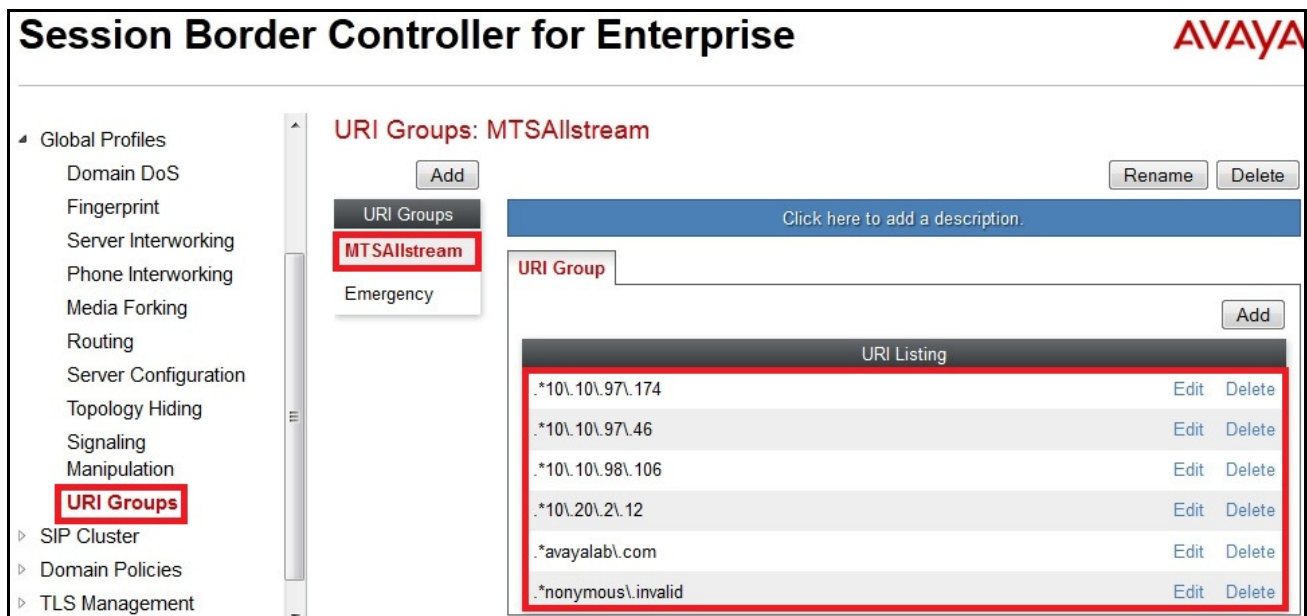 Session Border Controller for Enterprise
AVAYA
Global Profiles
Domain DoS
Fingerprint
Server Interworking
Phone Interworking
Media Forking
Routing
Server Configuration
Topology Hiding
Signaling
Manipulation
URI Groups
SIP Cluster
Domain Policies
TLS Management
URI Groups: MTSAllstream
Add
Rename Delete
URI Groups
MTSAllstream
Emergency
Click here to add a description.
URI Group
Add
URI Listing
.*10\.10\.97\.174 Edit Delete
.*10\.10\.97\.46 Edit Delete
.*10\.10\.98\.106 Edit Delete
.*10\.20\.2\.12 Edit Delete
.*avayalab\.com Edit Delete
.*nonymous\.invalid Edit Delete